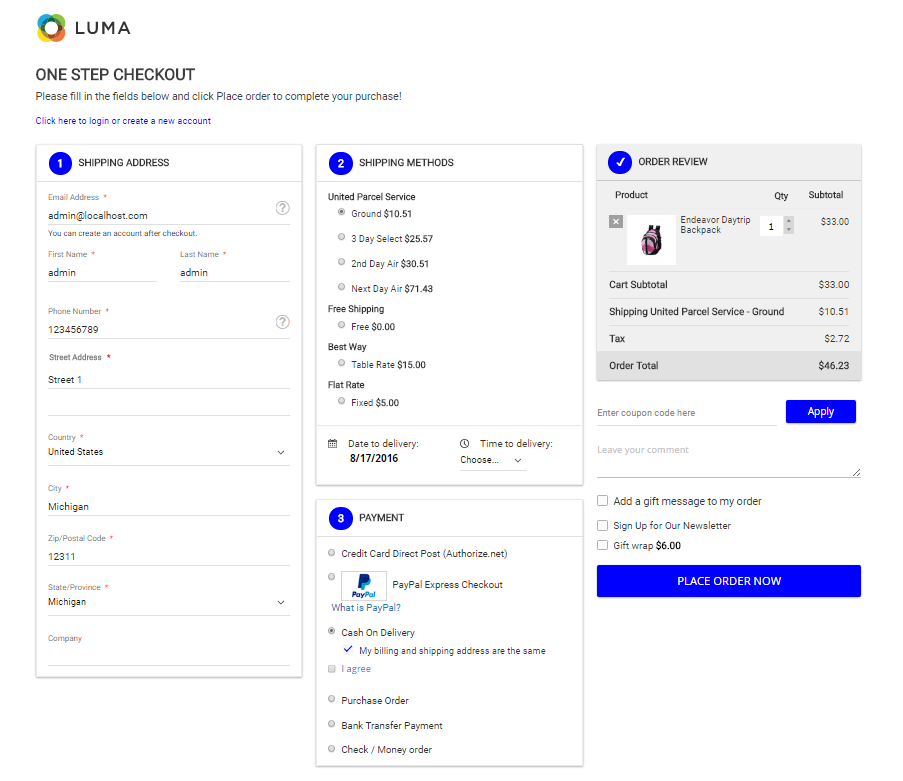 LUMA
ONE STEP CHECKOUT
Please fill in the fields below and click Place order to complete your purchase!
Click here to login or create a new account
1 SHIPPING ADDRESS
Email Address *
admin@localhost.com
?
You can create an account after checkout.
First Name * Last Name *
admin admin
Phone Number *
123456789
?
Street Address *
Street 1
Country *
United States
City *
Michigan
Zip/Postal Code *
12311
State/Province *
Michigan
Company
2 SHIPPING METHODS
United Parcel Service
Ground $10.51
3 Day Select $25.57
2nd Day Air $30.51
Next Day Air $71.43
Free Shipping
Free $0.00
Best Way
Table Rate $15.00
Flat Rate
Fixed $5.00
Date to delivery: Time to delivery:
8/17/2016 Choose...
3 PAYMENT
Credit Card Direct Post (Authorize.net)
PayPal PayPal Express Checkout
What is PayPal?
Cash On Delivery
My billing and shipping address are the same
I agree
Purchase Order
Bank Transfer Payment
Check / Money order
ORDER REVIEW
Product Qty Subtotal
Endeavor Daytrip 1 $33.00
Backpack
Cart Subtotal $33.00
Shipping United Parcel Service - Ground $10.51
Tax $2.72
Order Total $46.23
Enter coupon code here Apply
Leave your comment
Add a gift message to my order
Sign Up for Our Newsletter
Gift wrap $6.00
PLACE ORDER NOW